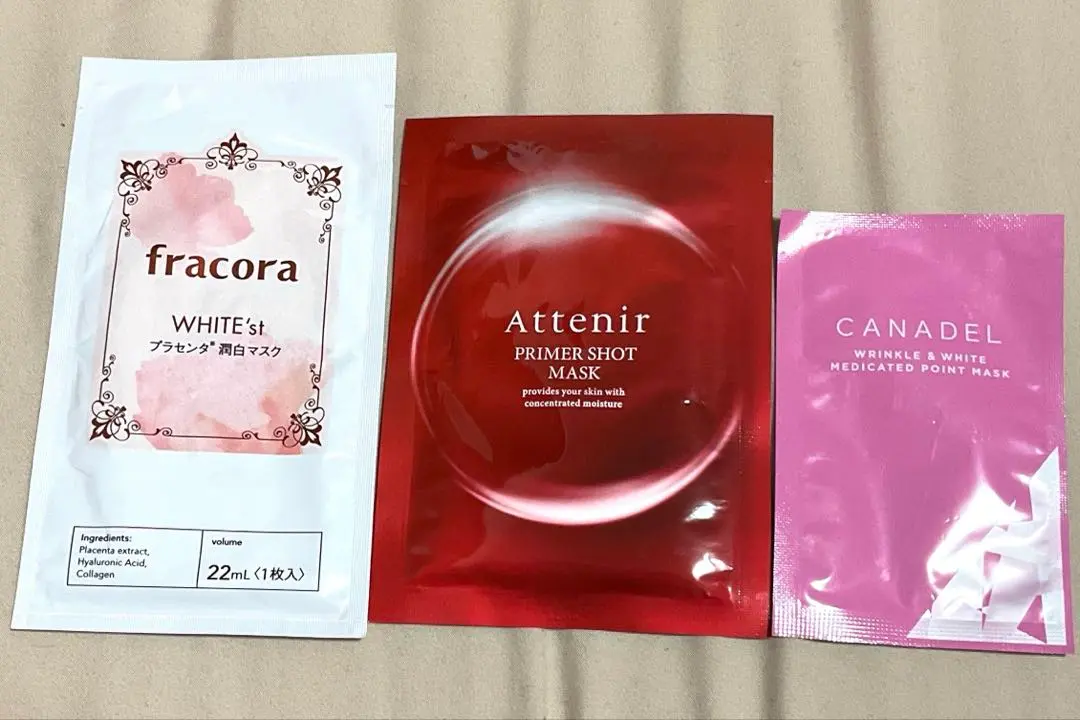 fracora
WHITE'st
プラセンタ※潤白マスク
Ingredients:
Placenta extract,
Hyaluronic Acid,
Collagen
volume
22mL〈1枚入〉
Attenir
PRIMER SHOT
MASK
provides your skin with
concentrated moisture
CANADEL
WRINKLE & WHITE
MEDICATED POINT MASK